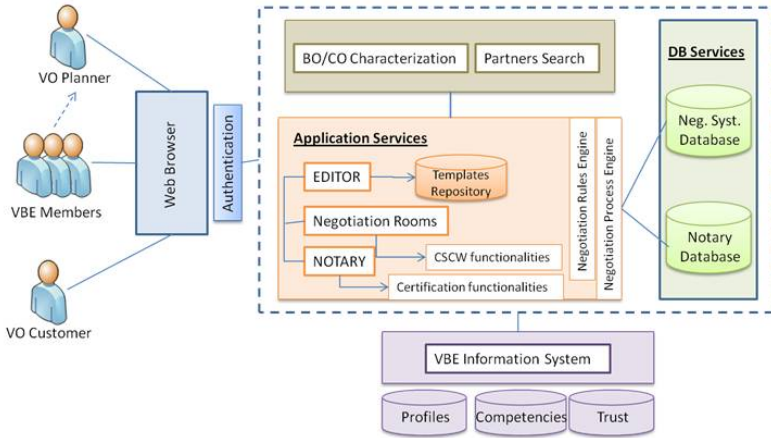 VO Planner
VBE Members
VO Customer
Web Browser
Authentication
BO/CO Characterization
Partners Search
Application Services
EDITOR
Templates
Repository
Negotiation Rooms
NOTARY
CSCW functionalities
Certification functionalities
Negotiation Rules Engine
Negotiation Process Engine
DB Services
Neg. Syst.
Database
Notary
Database
VBE Information System
Profiles
Competencies
Trust